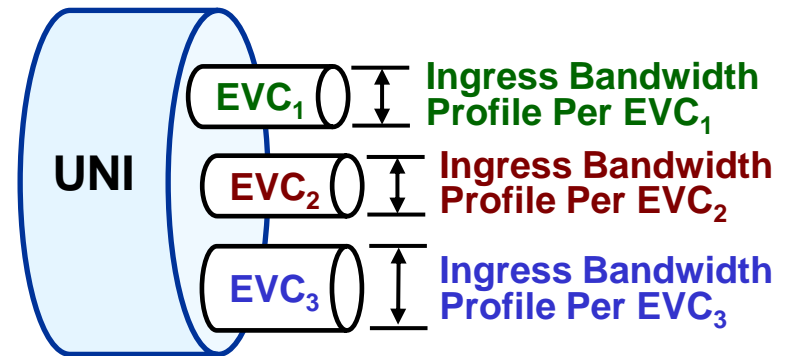 UNI
EVC₁
Ingress Bandwidth
Profile Per EVC₁
EVC₂
Ingress Bandwidth
Profile Per EVC₂
EVC₃
Ingress Bandwidth
Profile Per EVC₃